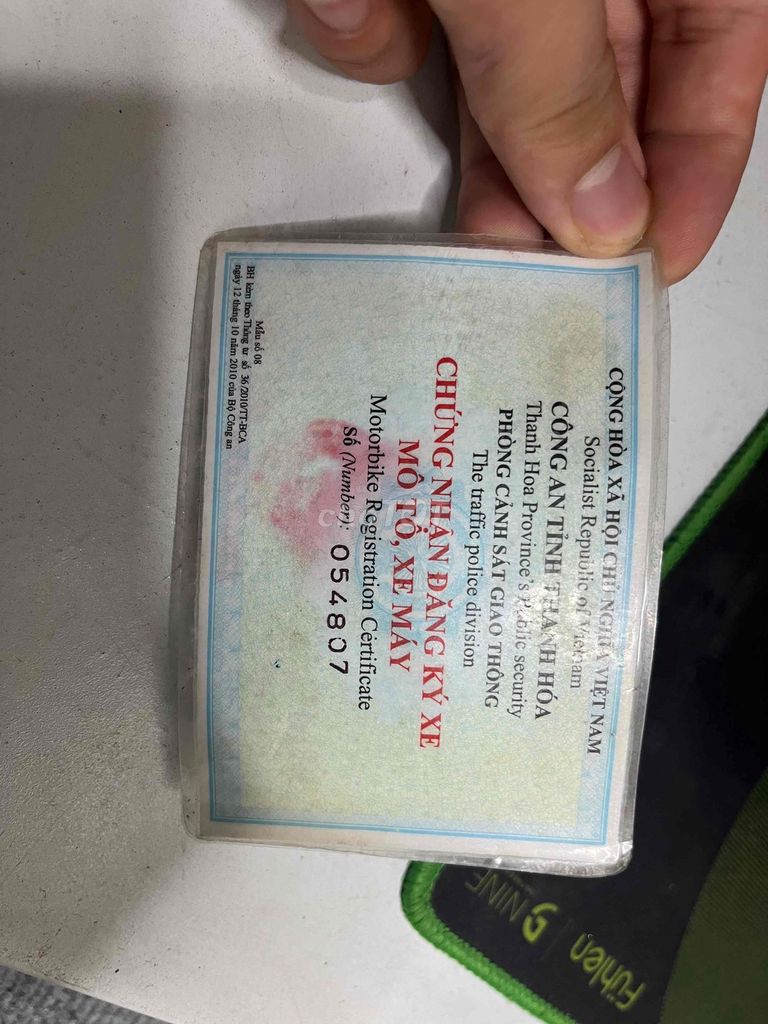 CỘNG HÒA XÃ HỘI CHỦ NGHĨA VIỆT NAM
Socialist Republic of Vietnam
CÔNG AN TỈNH THANH HÓA
Thanh Hoa Province's Public security
PHÒNG CẢNH SÁT GIAO THÔNG
The traffic police division
CHỨNG NHẬN ĐĂNG KÝ XE
MÔ TÔ, XE MÁY
Motorbike Registration Certificate
Số (Number): 054807
Mẫu số 08
BH kèm theo Thông tư số 36/2010/TT-BCA
ngày 12 tháng 10 năm 2010 của Bộ Công an
Fühlen
NINE